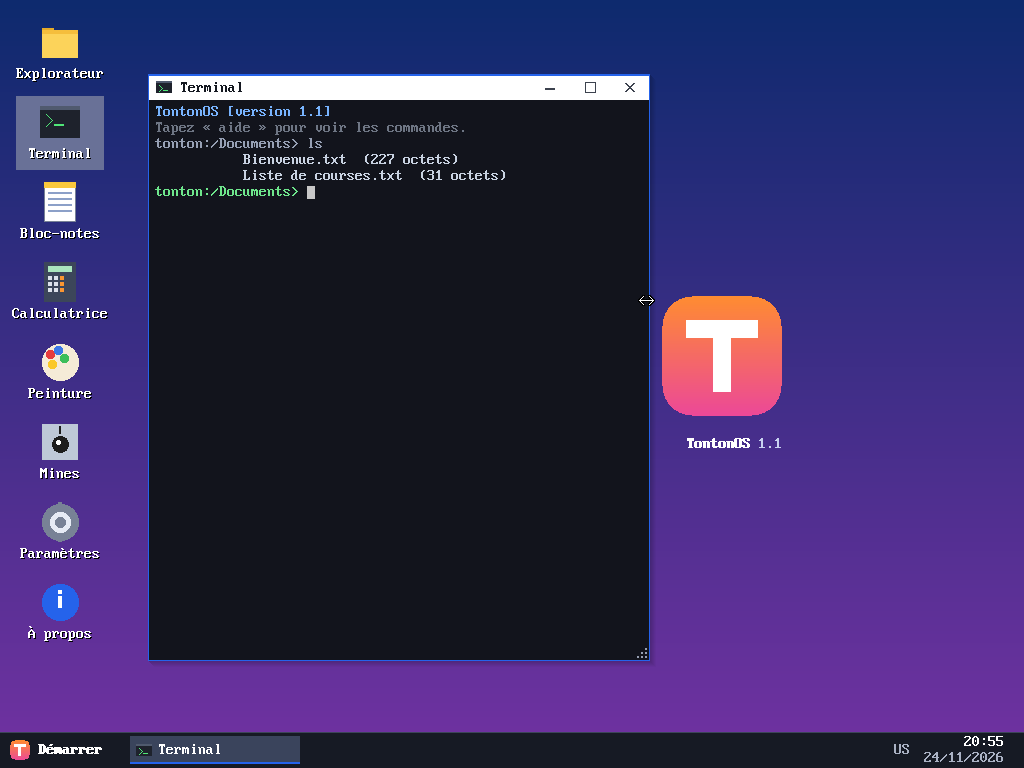 Explorateur
Terminal
Bloc-notes
Calculatrice
Peinture
Mines
Paramètres
À propos
Terminal
TontonOS [version 1.1]
Tapez « aide » pour voir les commandes.
tonton:/Documents> ls
Bienvenue.txt (227 octets)
Liste de courses.txt (31 octets)
tonton:/Documents>
T
TontonOS 1.1
Démarrer
Terminal
US
20:55
24/11/2026